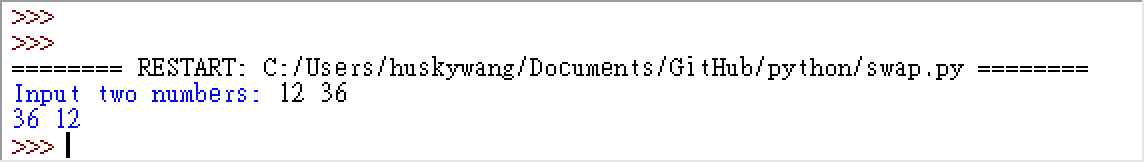 >>>
>>>
======== RESTART: C:/Users/huskywang/Documents/GitHub/python/swap.py ========
Input two numbers: 12 36
36 12
>>>